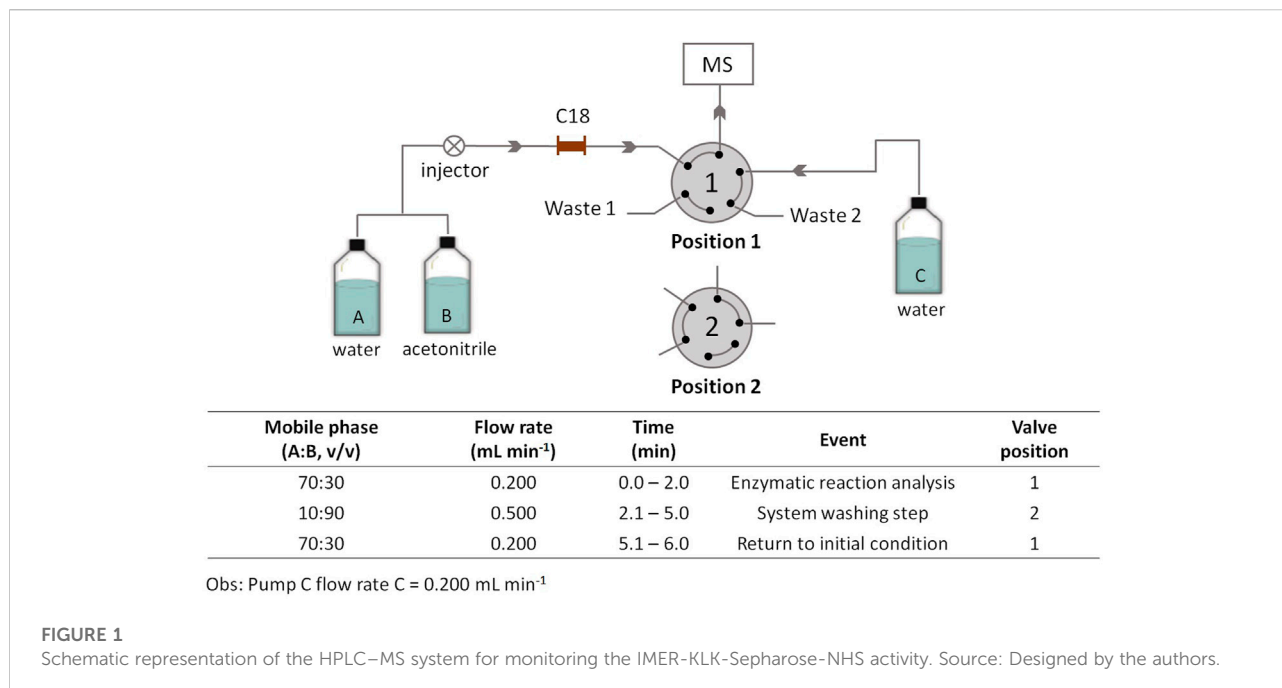 MS
C18
injector
1
Waste 1
Waste 2
Position 1
A
B
C
water
acetonitrile
water
2
Position 2
Mobile phase (A:B, v/v) Flow rate (mL min⁻¹) Time (min) Event Valve position
70:30 0.200 0.0 – 2.0 Enzymatic reaction analysis 1
10:90 0.500 2.1 – 5.0 System washing step 2
70:30 0.200 5.1 – 6.0 Return to initial condition 1
Obs: Pump C flow rate C = 0.200 mL min⁻¹
FIGURE 1
Schematic representation of the HPLC–MS system for monitoring the IMER-KLK-Sepharose-NHS activity. Source: Designed by the authors.